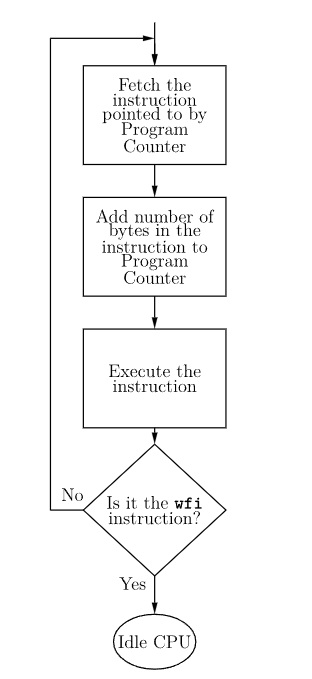 Fetch the
instruction
pointed to by
Program
Counter
Add number of
bytes in the
instruction to
Program
Counter
Execute the
instruction
Is it the wfi
instruction?
No
Yes
Idle CPU